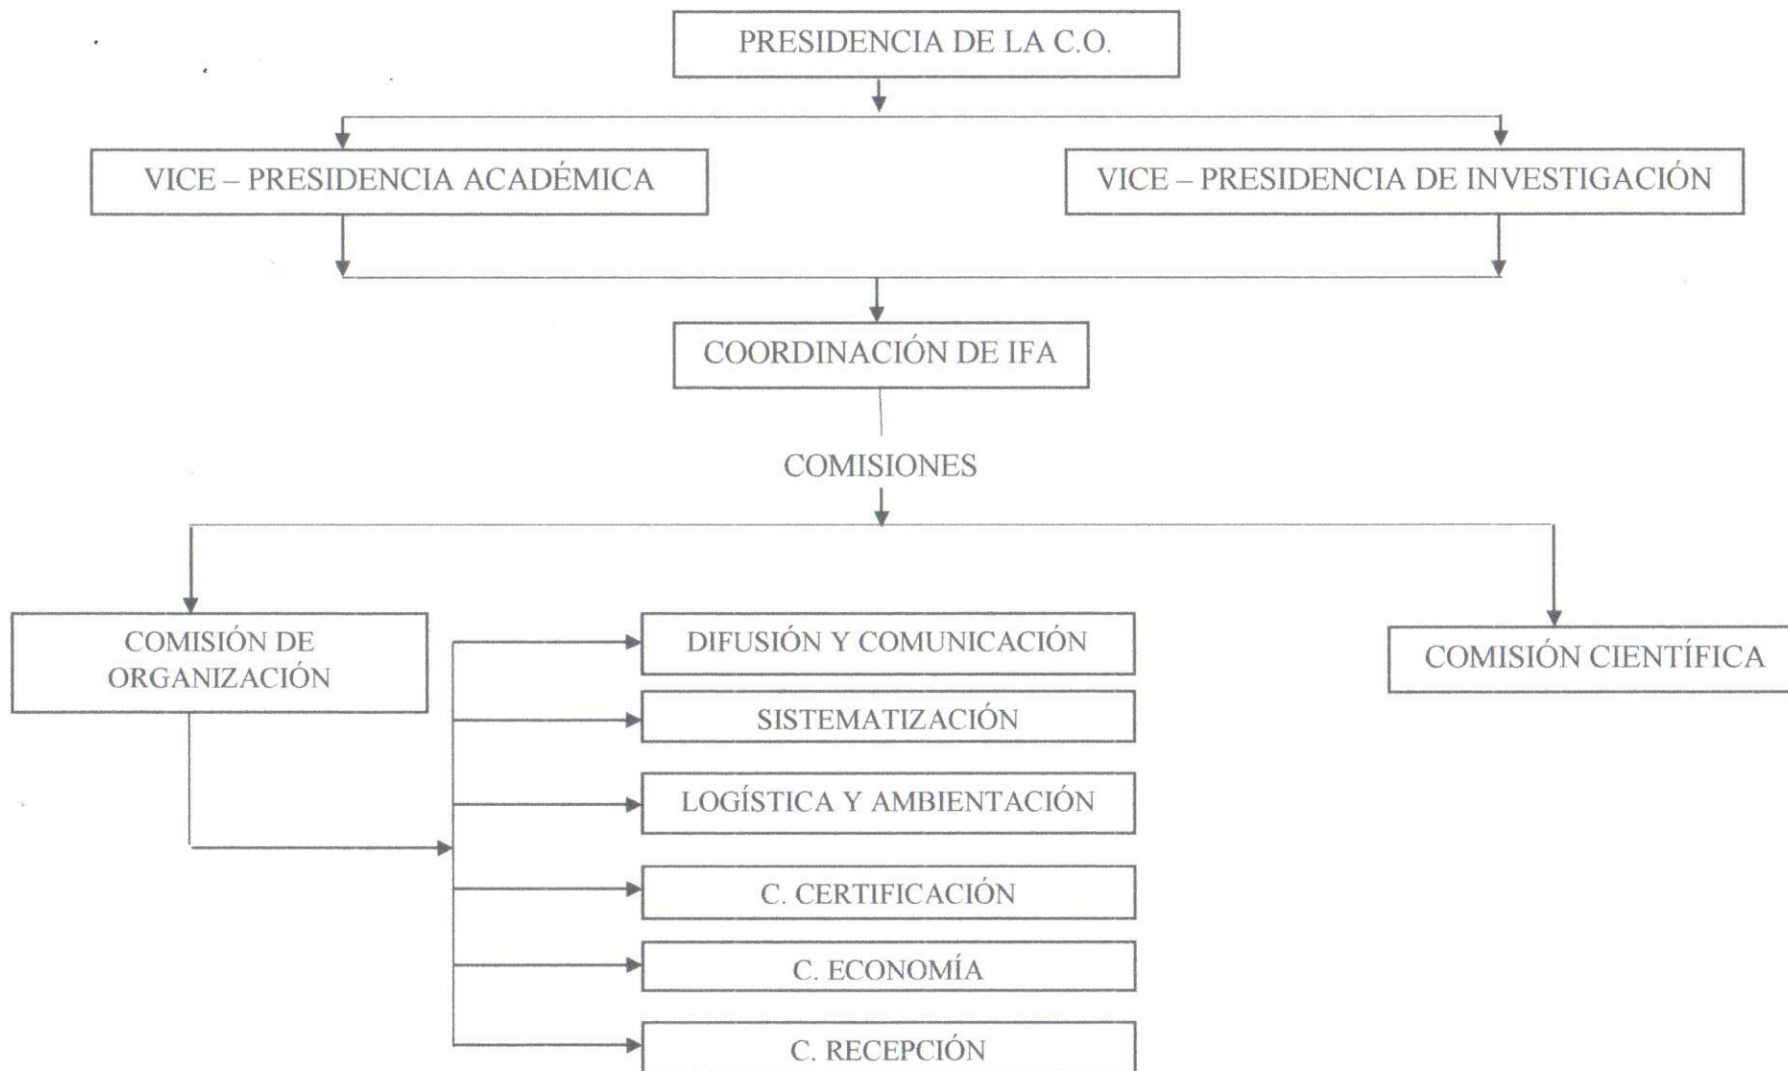 PRESIDENCIA DE LA C.O.
VICE – PRESIDENCIA ACADÉMICA
VICE – PRESIDENCIA DE INVESTIGACIÓN
COORDINACIÓN DE IFA
COMISIONES
COMISIÓN DE
ORGANIZACIÓN
DIFUSIÓN Y COMUNICACIÓN
SISTEMATIZACIÓN
LOGÍSTICA Y AMBIENTACIÓN
C. CERTIFICACIÓN
C. ECONOMÍA
C. RECEPCIÓN
COMISIÓN CIENTÍFICA